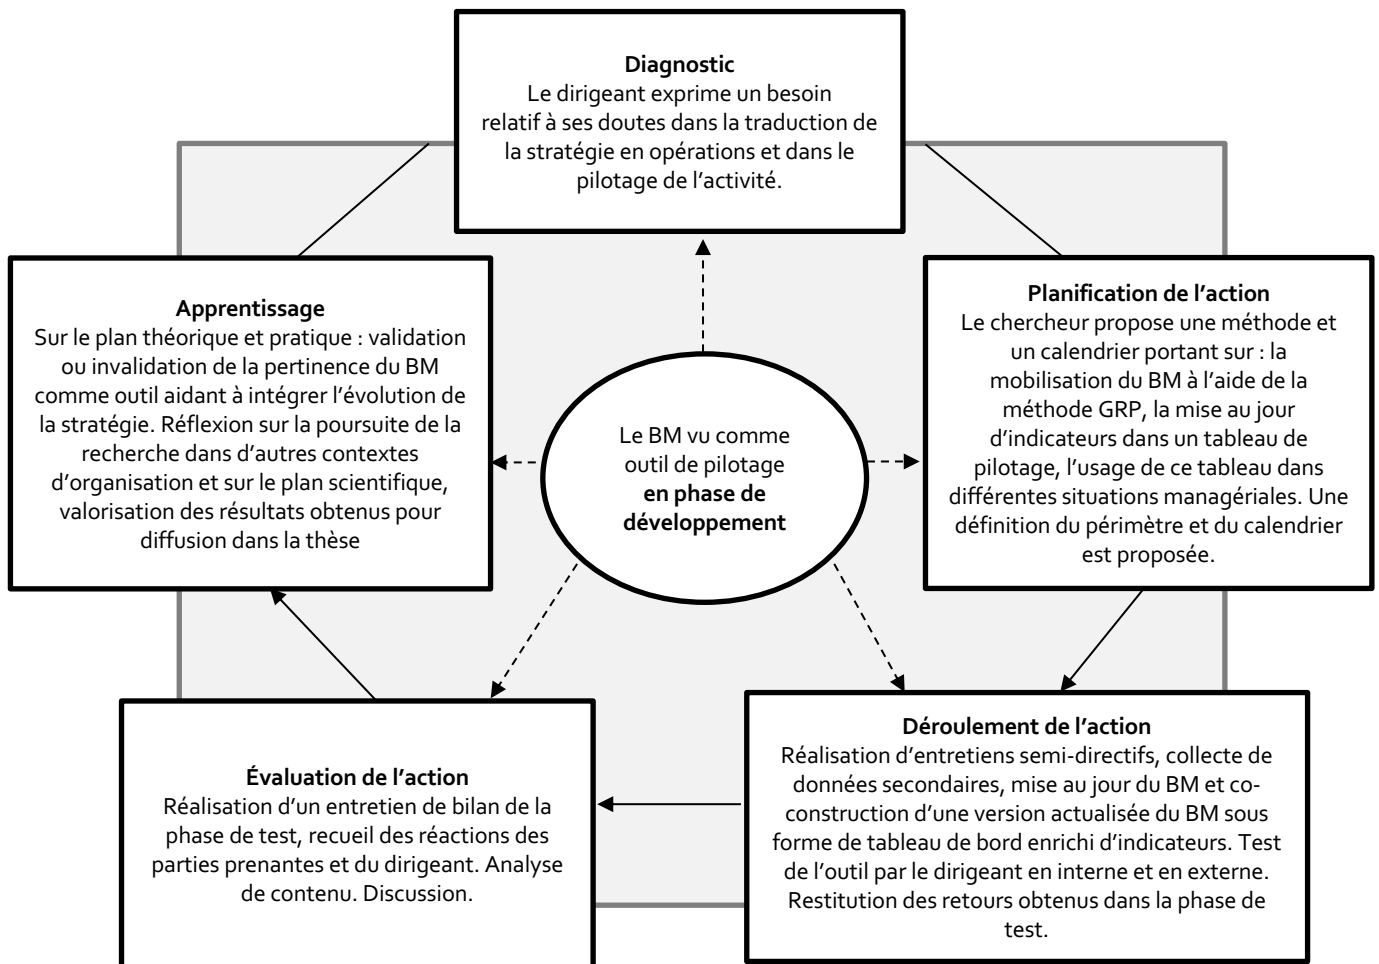 Diagnostic
Le dirigeant exprime un besoin
relatif à ses doutes dans la traduction de
la stratégie en opérations et dans le
pilotage de l’activité.
Apprentissage
Sur le plan théorique et pratique : validation
ou invalidation de la pertinence du BM
comme outil aidant à intégrer l’évolution de
la stratégie. Réflexion sur la poursuite de la
recherche dans d’autres contextes
d’organisation et sur le plan scientifique,
valorisation des résultats obtenus pour
diffusion dans la thèse
Planification de l’action
Le chercheur propose une méthode et
un calendrier portant sur : la
mobilisation du BM à l’aide de la
méthode GRP, la mise au jour
d’indicateurs dans un tableau de
pilotage, l’usage de ce tableau dans
différentes situations managériales. Une
définition du périmètre et du calendrier
est proposée.
Le BM vu comme
outil de pilotage
en phase de
développement
Évaluation de l’action
Réalisation d’un entretien de bilan de la
phase de test, recueil des réactions des
parties prenantes et du dirigeant. Analyse
de contenu. Discussion.
Déroulement de l’action
Réalisation d’entretiens semi-directifs, collecte de
données secondaires, mise au jour du BM et co-
construction d’une version actualisée du BM sous
forme de tableau de bord enrichi d’indicateurs. Test
de l’outil par le dirigeant en interne et en externe.
Restitution des retours obtenus dans la phase de
test.